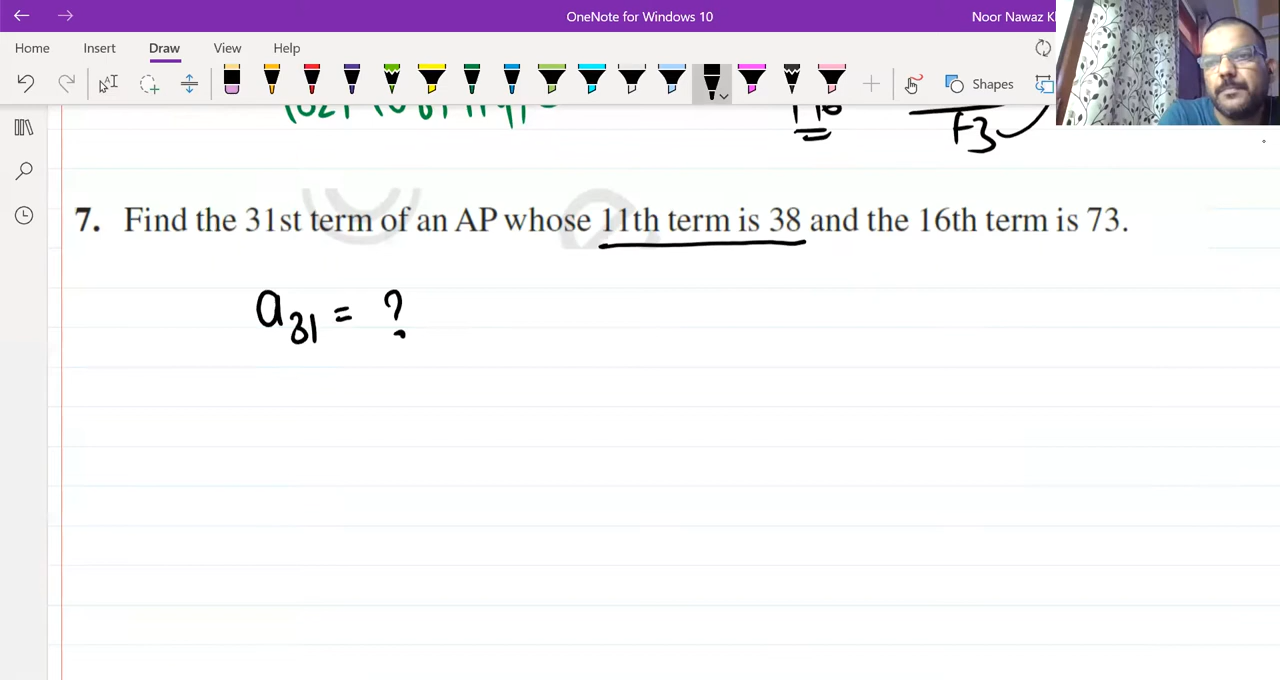 OneNote for Windows 10
Noor Nawaz K
Home Insert Draw View Help
Shapes
+3
7. Find the 31st term of an AP whose 11th term is 38 and the 16th term is 73.
a31 = ?